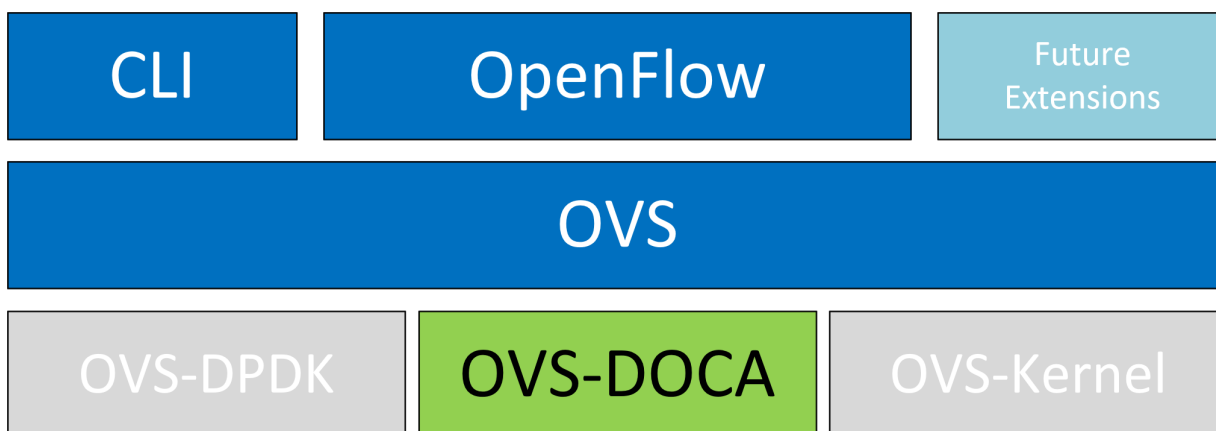 CLI
OpenFlow
Future
Extensions
OVS
OVS-DPDK
OVS-DOCA
OVS-Kernel